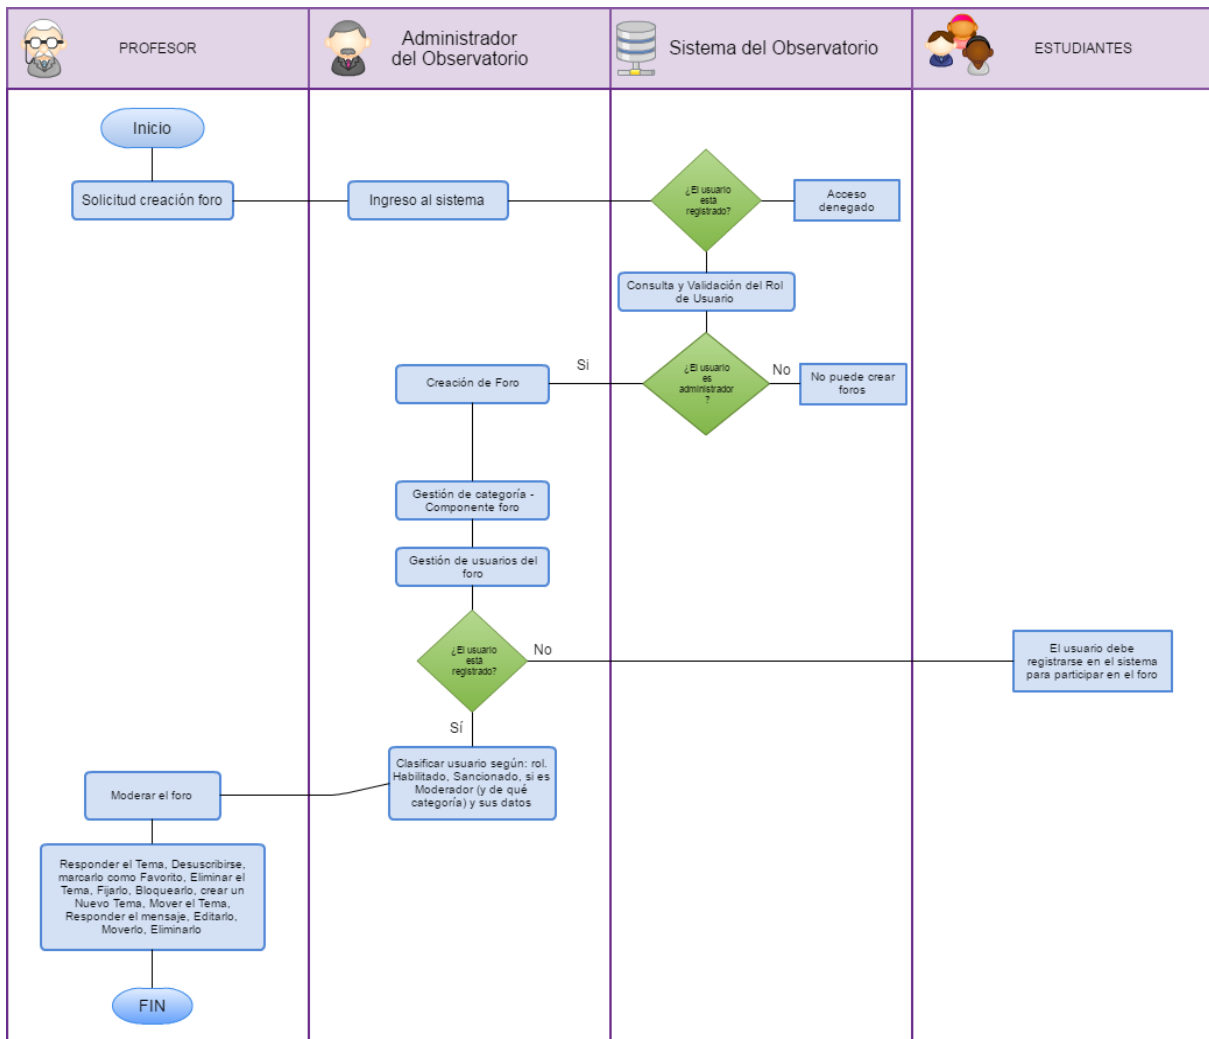 PROFESOR
Administrador
del Observatorio
Sistema del Observatorio
ESTUDIANTES
Inicio
Solicitud creación foro
Ingreso al sistema
¿El usuario
está
registrado?
Acceso
denegado
Consulta y Validación del Rol
de Usuario
Si
¿El usuario
es
administrador
?
No
No puede crear
foros
Creación de Foro
Gestión de categoría -
Componente foro
Gestión de usuarios del
foro
¿El usuario
está
registrado?
No
El usuario debe
registrarse en el sistema
para participar en el foro
Sí
Clasificar usuario según: rol.
Habilitado, Sancionado, si es
Moderador (y de qué
categoría) y sus datos
Moderar el foro
Responder el Tema, Desuscribirse,
marcarlo como Favorito, Eliminar el
Tema, Fijarlo, Bloquearlo, crear un
Nuevo Tema, Mover el Tema,
Responder el mensaje, Editarlo,
Moverlo, Eliminarlo
FIN